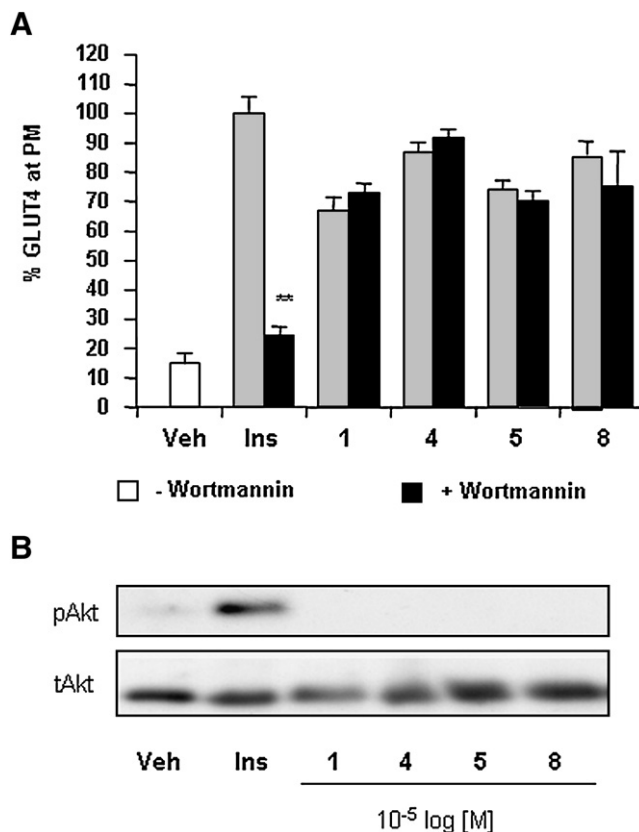 A
% GLUT4 at PM
120
100
90
80
70
60
50
40
30
20
10
0
**
Veh Ins 1 4 5 8
- Wortmannin + Wortmannin
B
pAkt
tAkt
Veh Ins 1 4 5 8
10⁻⁵ log [M]